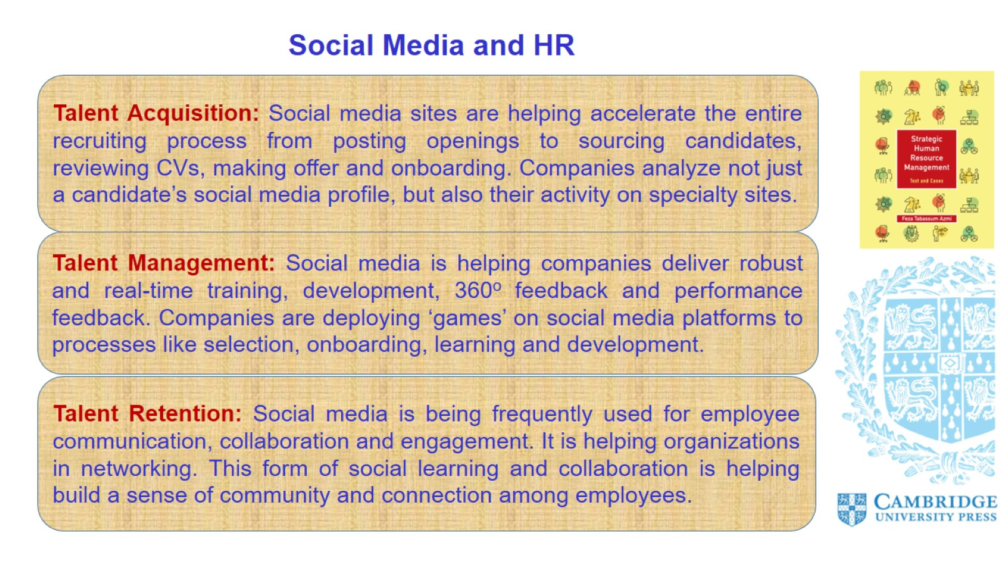 Social Media and HR
Talent Acquisition: Social media sites are helping accelerate the entire
recruiting process from posting openings to sourcing candidates,
reviewing CVs, making offer and onboarding. Companies analyze not just
a candidate’s social media profile, but also their activity on specialty sites.
Talent Management: Social media is helping companies deliver robust
and real-time training, development, 360º feedback and performance
feedback. Companies are deploying ‘games’ on social media platforms to
processes like selection, onboarding, learning and development.
Talent Retention: Social media is being frequently used for employee
communication, collaboration and engagement. It is helping organizations
in networking. This form of social learning and collaboration is helping
build a sense of community and connection among employees.
Strategic
Human
Resource
Management
Text and Cases
Feza Tabassum Azmi
CAMBRIDGE
UNIVERSITY PRESS